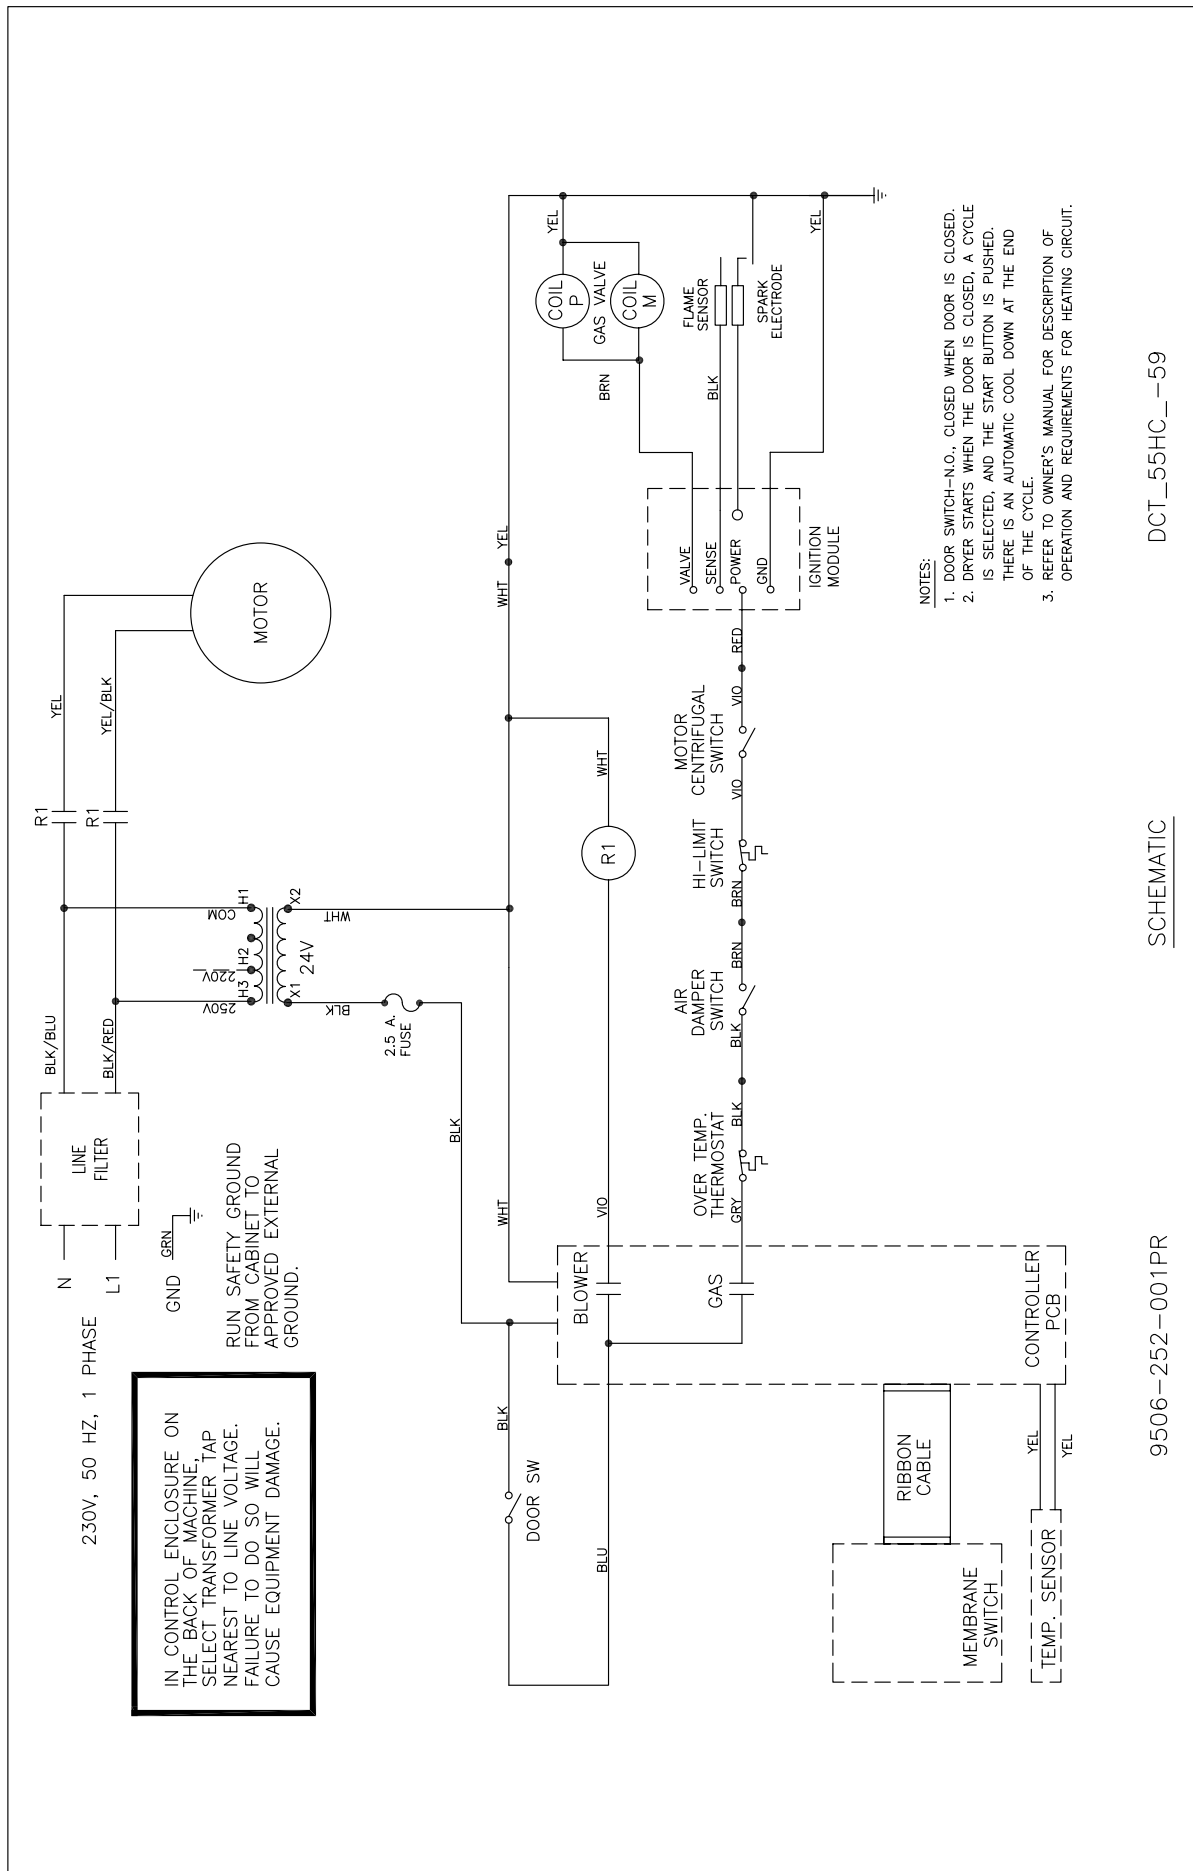 IN CONTROL ENCLOSURE ON
THE BACK OF MACHINE,
SELECT TRANSFORMER TAP
NEAREST TO LINE VOLTAGE.
FAILURE TO DO SO WILL
CAUSE EQUIPMENT DAMAGE.
230V, 50 HZ, 1 PHASE
N
L1
GND
GRN
RUN SAFETY GROUND
FROM CABINET TO
APPROVED EXTERNAL
GROUND.
LINE
FILTER
BLK/BLU
BLK/RED
250V
220V
COM
H3
H2
H1
X1
X2
24V
BLK
WHT
2.5 A.
FUSE
R1
R1
YEL
YEL/BLK
MOTOR
BLK
WHT
WHT
YEL
BLK
DOOR SW
BLU
BLOWER
VIO
R1
WHT
GAS
GRY
OVER TEMP.
THERMOSTAT
BLK
BLK
AIR
DAMPER
SWITCH
BRN
BRN
HI-LIMIT
SWITCH
VIO
MOTOR
CENTRIFUGAL
SWITCH
VIO
RED
VALVE
SENSE
POWER
GND
IGNITION
MODULE
BRN
COIL
P
GAS VALVE
COIL
M
YEL
BLK
FLAME
SENSOR
SPARK
ELECTRODE
YEL
CONTROLLER
PCB
RIBBON
CABLE
MEMBRANE
SWITCH
TEMP. SENSOR
YEL
YEL
NOTES:
1. DOOR SWITCH-N.O., CLOSED WHEN DOOR IS CLOSED.
2. DRYER STARTS WHEN THE DOOR IS CLOSED, A CYCLE
IS SELECTED, AND THE START BUTTON IS PUSHED.
THERE IS AN AUTOMATIC COOL DOWN AT THE END
OF THE CYCLE.
3. REFER TO OWNER'S MANUAL FOR DESCRIPTION OF
OPERATION AND REQUIREMENTS FOR HEATING CIRCUIT.
9506-252-001PR
SCHEMATIC
DCT_55HC_-59